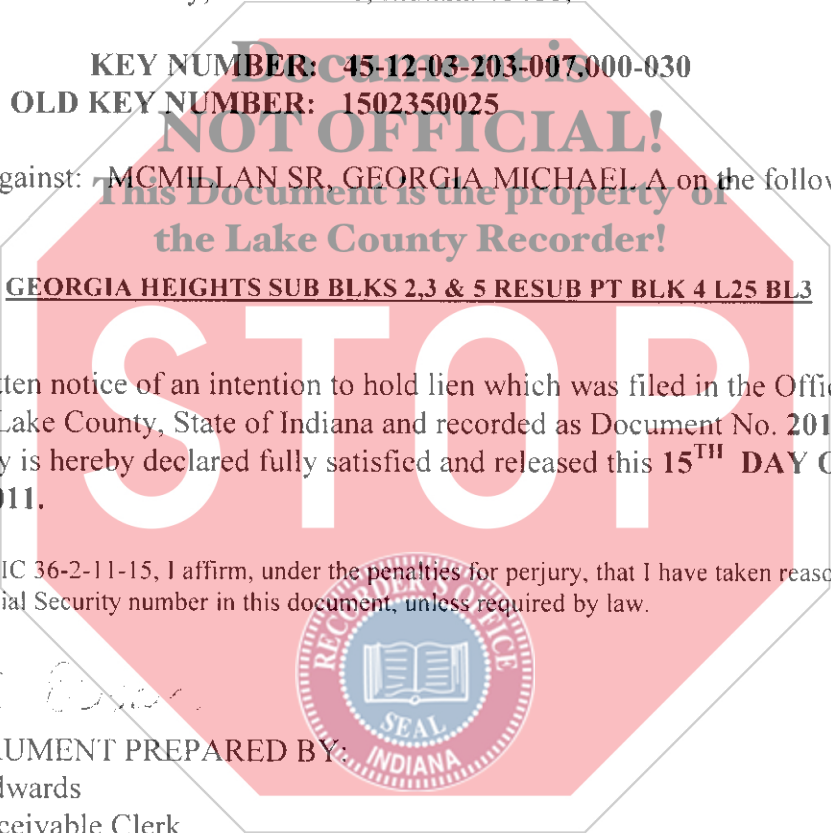 KEY NUMBER: 45-12-03-203-007.000-030
OLD KEY NUMBER: 1502350025
Document is
NOT OFFICIAL!
gainst: MCMILLAN SR, GEORGIA MICHAEL A on the follow
This Document is the property of
the Lake County Recorder!
GEORGIA HEIGHTS SUB BLKS 2,3 & 5 RESUB PT BLK 4 L25 BL3
STOP
tten notice of an intention to hold lien which was filed in the Offic
Lake County, State of Indiana and recorded as Document No. 201
y is hereby declared fully satisfied and released this 15TH DAY O
011.
IC 36-2-11-15, I affirm, under the penalties for perjury, that I have taken reaso
ial Security number in this document, unless required by law.
RECORDER'S OFFICE
SEAL
INDIANA
RUMENT PREPARED BY:
dwards
ceivable Clerk